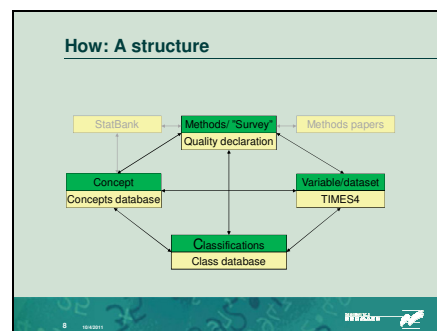 How: A structure
StatBank
Methods/ "Survey"
Methods papers
Quality declaration
Concept
Variable/dataset
Concepts database
TIMES4
Classifications
Class database
8
10/4/2011